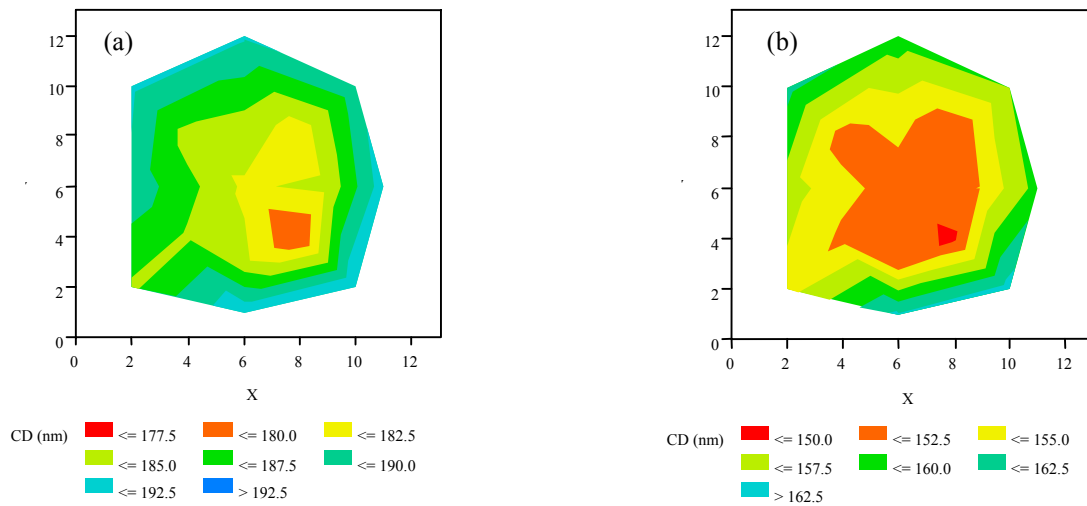 (a)
12
10
8
6
4
2
0
0 2 4 6 8 10 12
X
CD (nm) <= 177.5 <= 180.0 <= 182.5
<= 185.0 <= 187.5 <= 190.0
<= 192.5 > 192.5
(b)
12
10
8
6
4
2
0
0 2 4 6 8 10 12
X
CD (nm) <= 150.0 <= 152.5 <= 155.0
<= 157.5 <= 160.0 <= 162.5
> 162.5